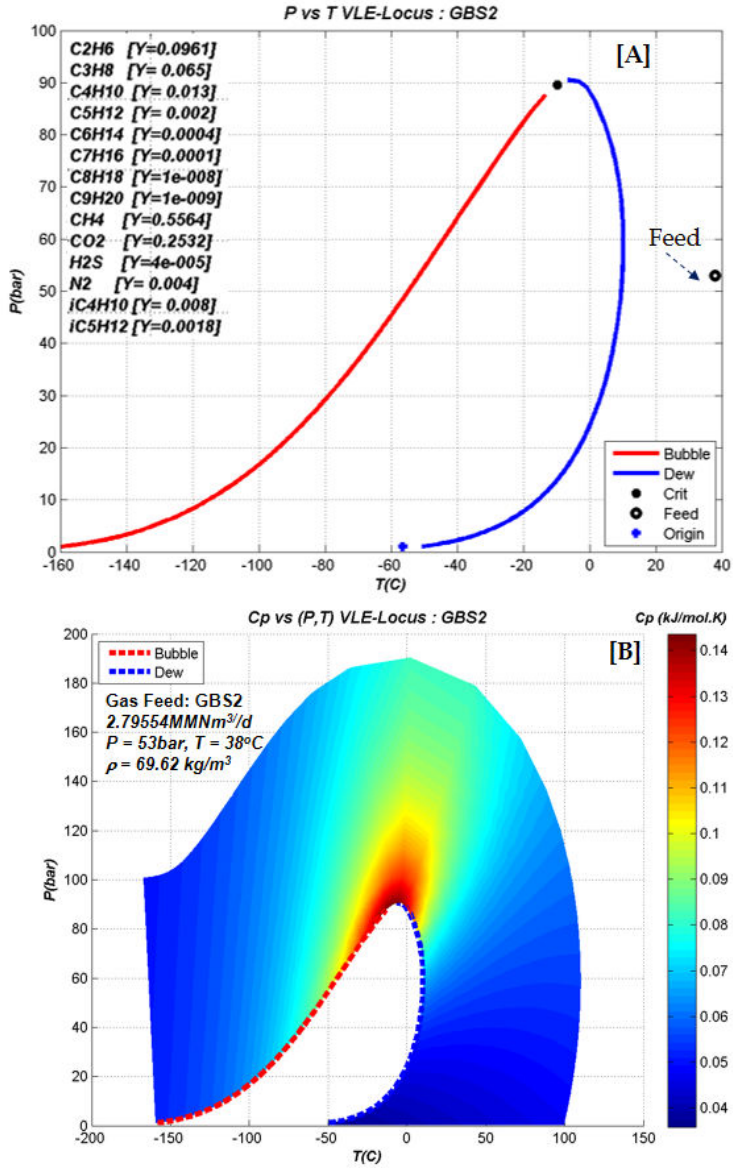 P vs T VLE-Locus : GBS2
[A]
C2H6 [Y=0.0961]
C3H8 [Y= 0.065]
C4H10 [Y= 0.013]
C5H12 [Y= 0.002]
C6H14 [Y=0.0004]
C7H16 [Y=0.0001]
C8H18 [Y=1e-008]
C9H20 [Y=1e-009]
CH4 [Y=0.5564]
CO2 [Y=0.2532]
H2S [Y=4e-005]
N2 [Y= 0.004]
iC4H10 [Y= 0.008]
iC5H12 [Y=0.0018]
Feed
P(bar)
100
90
80
70
60
50
40
30
20
10
0
Bubble
Dew
Crit
Feed
Origin
-160 -140 -120 -100 -80 -60 -40 -20 0 20 40
T(C)
Cp vs (P,T) VLE-Locus : GBS2
Cp (kJ/mol.K)
[B]
Bubble
Dew
Gas Feed: GBS2
2.79554MMNm³/d
P = 53bar, T = 38°C
ρ = 69.62 kg/m³
P(bar)
200
180
160
140
120
100
80
60
40
20
0
-200 -150 -100 -50 0 50 100 150
T(C)
0.14
0.13
0.12
0.11
0.1
0.09
0.08
0.07
0.06
0.05
0.04